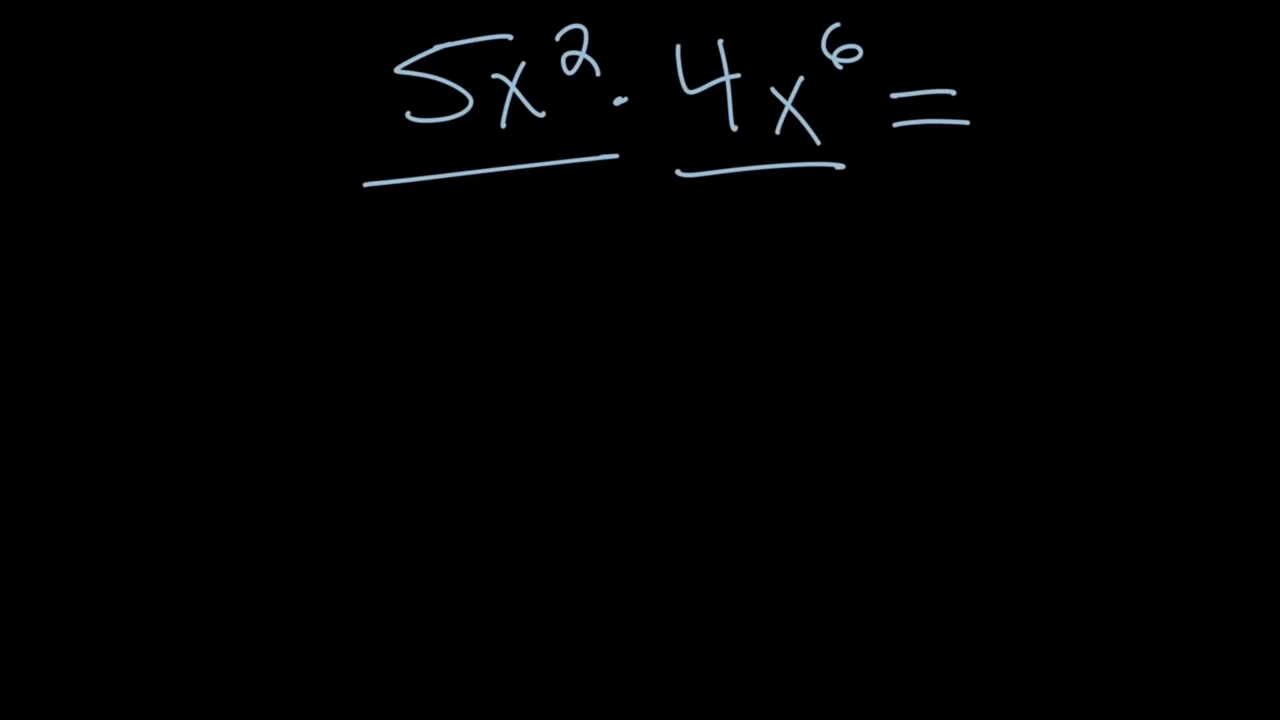 5x² · 4x⁶ =